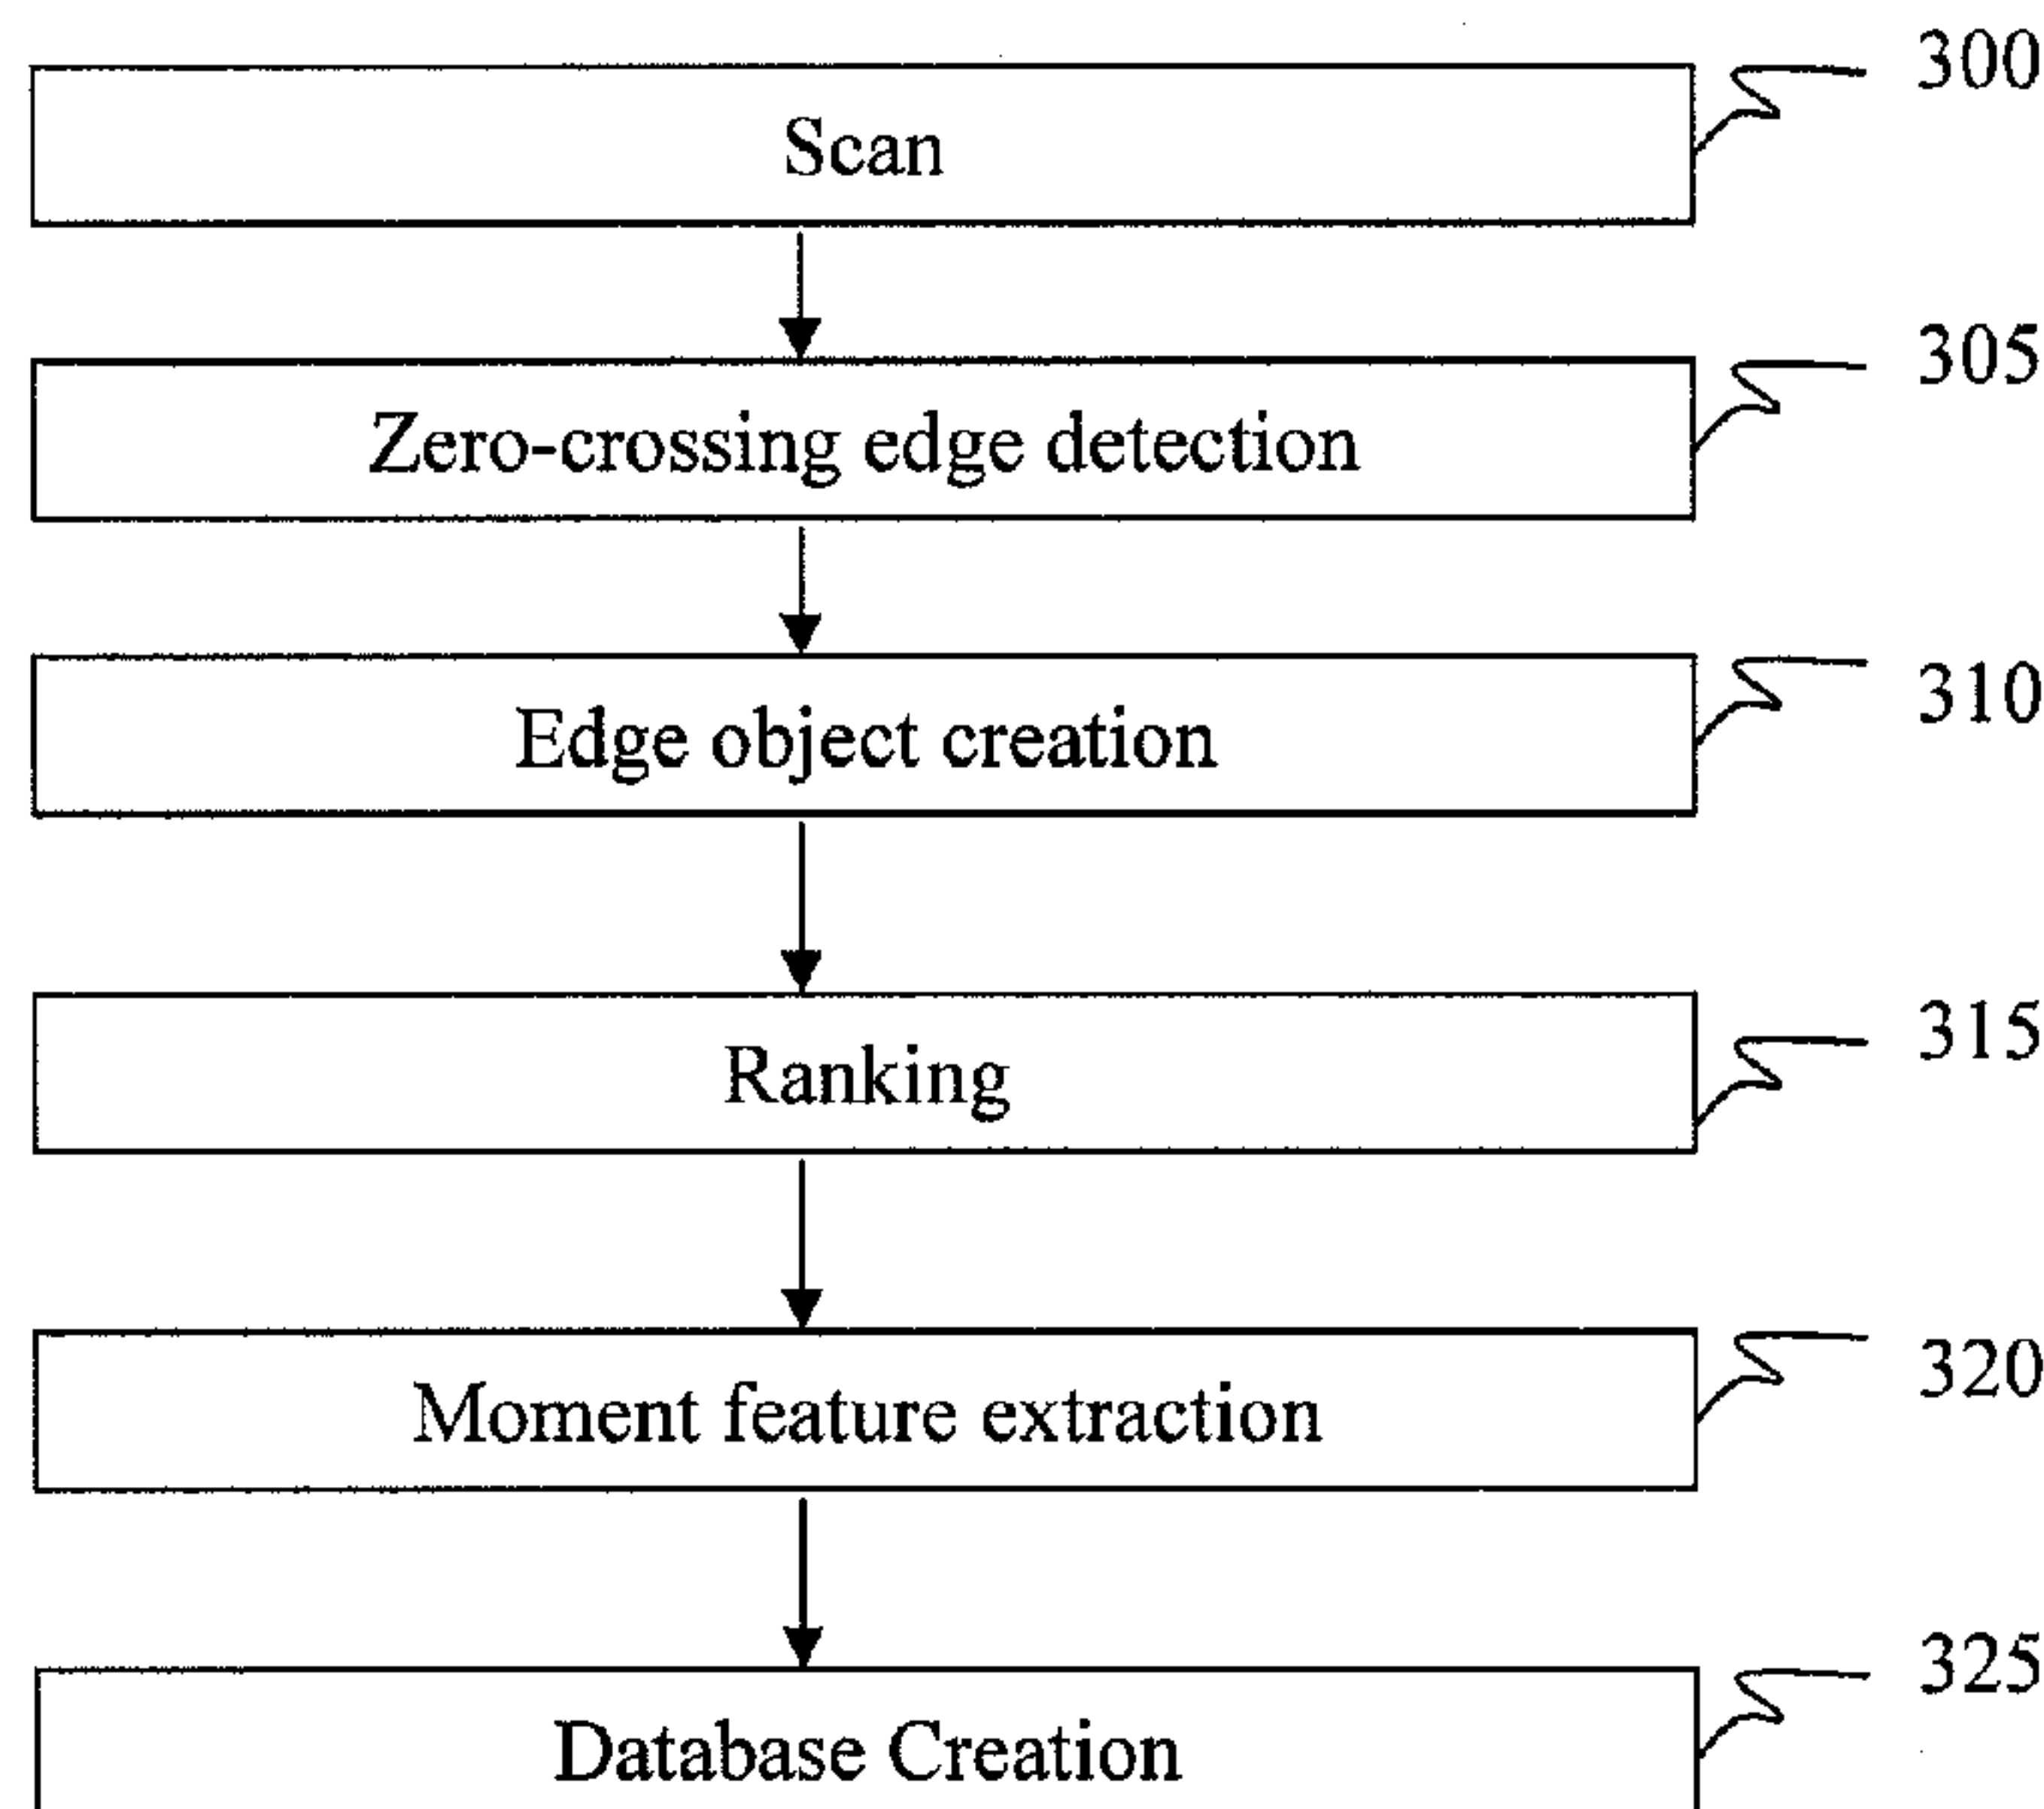 300
Scan
305
Zero-crossing edge detection
310
Edge object creation
315
Ranking
320
Moment feature extraction
325
Database Creation